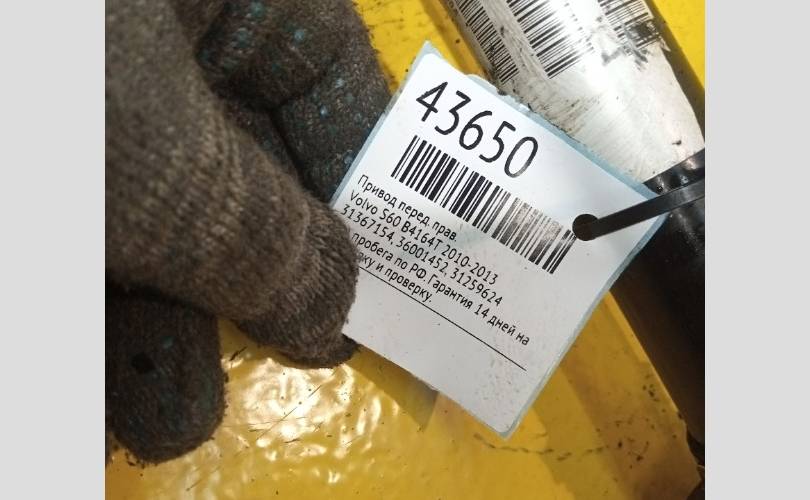 43650
Привод перед. прав.
Volvo S60 B4164T 2010-2013
31367154, 36001452, 31259624
пробега по РФ. Гарантия 14 дней на
и проверку.